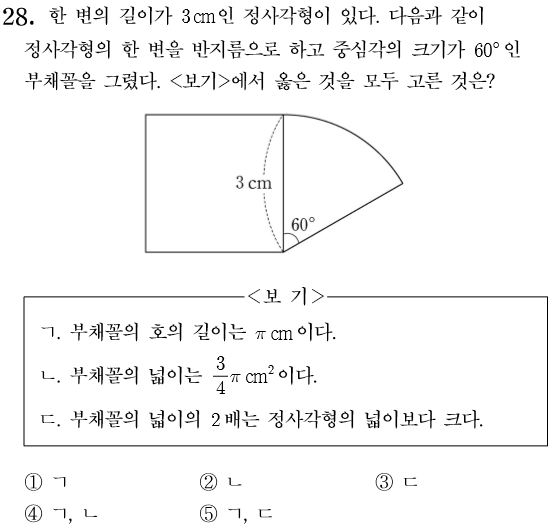 28. 한 변의 길이가 3cm인 정사각형이 있다. 다음과 같이
정사각형의 한 변을 반지름으로 하고 중심각의 크기가 60°인
부채꼴을 그렸다. <보기>에서 옳은 것을 모두 고른 것은?
3 cm
60°
<보 기>
ㄱ. 부채꼴의 호의 길이는 π cm이다.
ㄴ. 부채꼴의 넓이는 3/4 π cm²이다.
ㄷ. 부채꼴의 넓이의 2배는 정사각형의 넓이보다 크다.
① ㄱ ② ㄴ ③ ㄷ
④ ㄱ, ㄴ ⑤ ㄱ, ㄷ